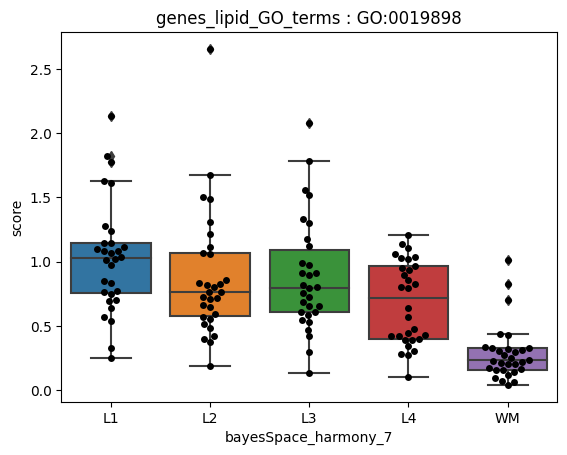 genes_lipid_GO_terms : GO:0019898
2.5
2.0
1.5
1.0
0.5
0.0
score
L1 L2 L3 L4 WM
bayesSpace_harmony_7